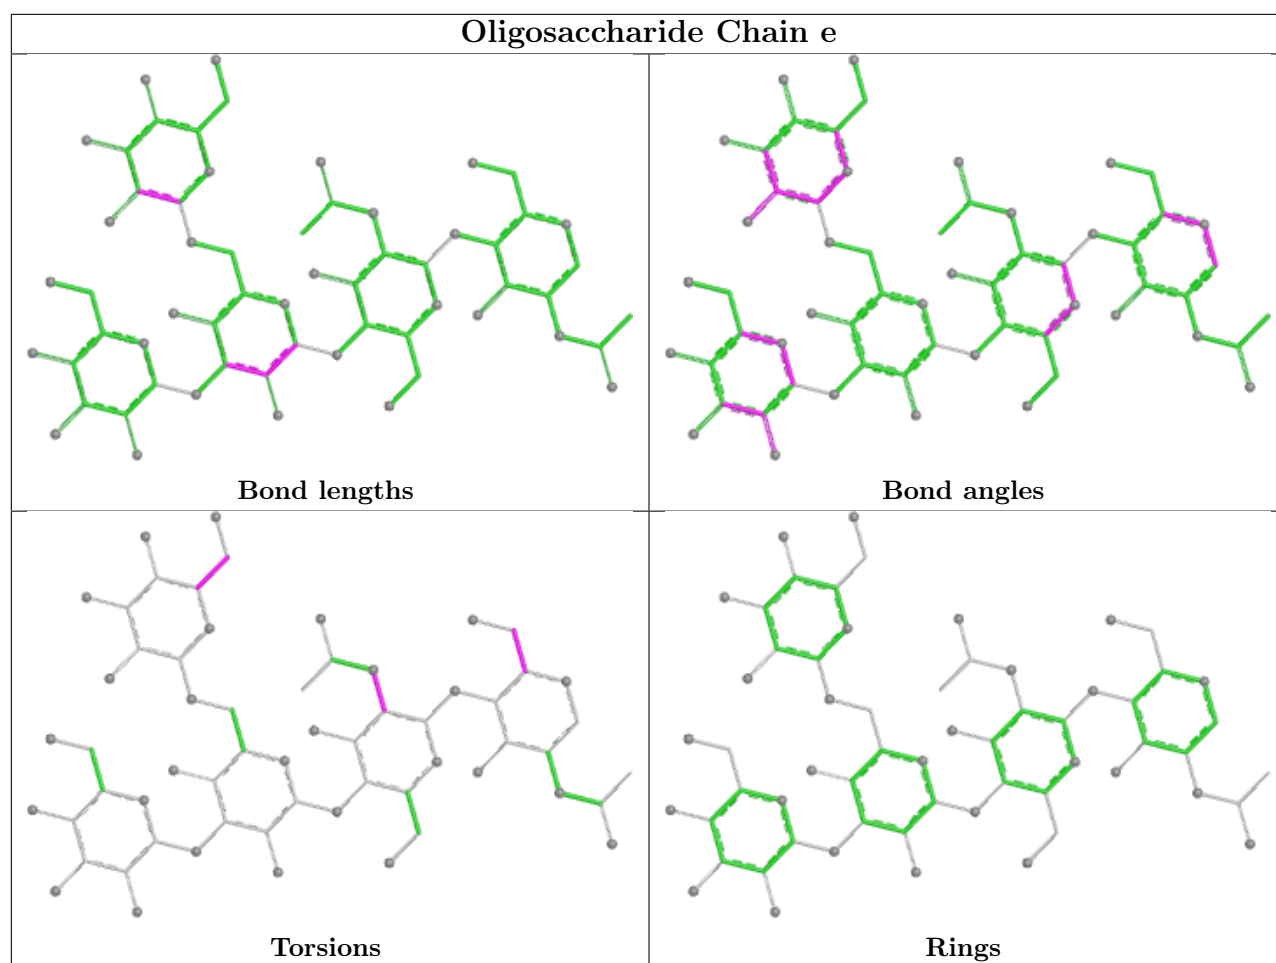 Oligosaccharide Chain e
Bond lengths
Bond angles
Torsions
Rings